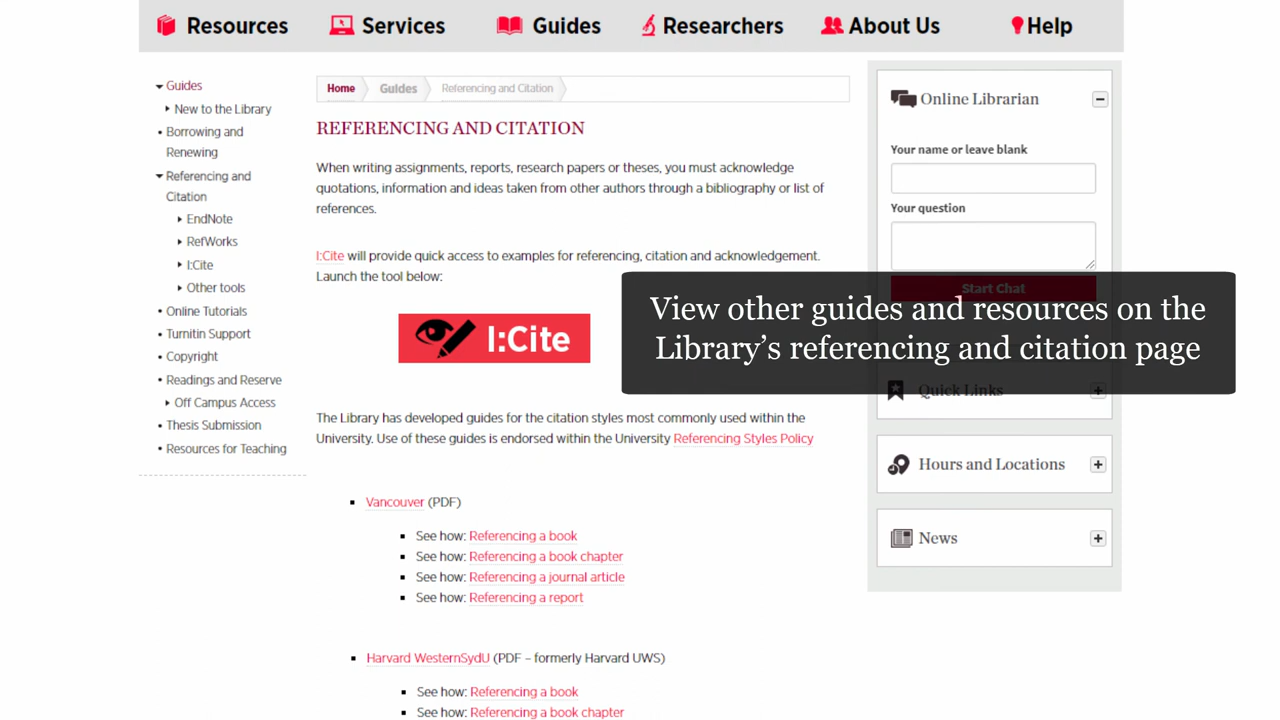 Resources Services Guides Researchers About Us Help
Guides
New to the Library
Borrowing and
Renewing
Referencing and
Citation
EndNote
RefWorks
I:Cite
Other tools
Online Tutorials
Turnitin Support
Copyright
Readings and Reserve
Off Campus Access
Thesis Submission
Resources for Teaching
Home Guides Referencing and Citation
REFERENCING AND CITATION
When writing assignments, reports, research papers or theses, you must acknowledge
quotations, information and ideas taken from other authors through a bibliography or list of
references.
I:Cite will provide quick access to examples for referencing, citation and acknowledgement.
Launch the tool below:
I:Cite
The Library has developed guides for the citation styles most commonly used within the
University. Use of these guides is endorsed within the University Referencing Styles Policy
Vancouver (PDF)
See how: Referencing a book
See how: Referencing a book chapter
See how: Referencing a journal article
See how: Referencing a report
Harvard WesternSydU (PDF – formerly Harvard UWS)
See how: Referencing a book
See how: Referencing a book chapter
Online Librarian
Your name or leave blank
Your question
Start Chat
View other guides and resources on the
Library’s referencing and citation page
Quick Links
Hours and Locations
News